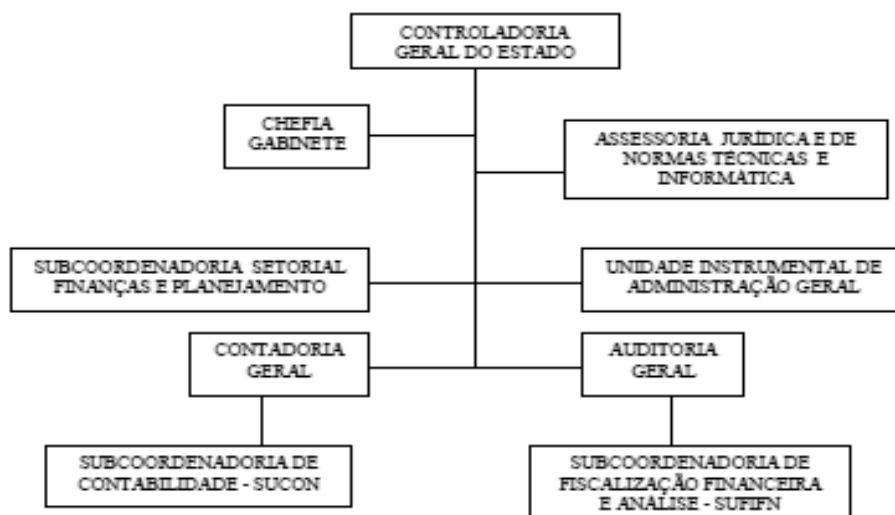 CONTROLADORIA
GERAL DO ESTADO
CHEFIA
GABINETE
ASSESSORIA JURÍDICA E DE
NORMAS TÉCNICAS E
INFORMÁTICA
SUBCOORDENADORIA SETORIAL
FINANÇAS E PLANEJAMENTO
UNIDADE INSTRUMENTAL DE
ADMINISTRAÇÃO GERAL
CONTADORIA
GERAL
AUDITORIA
GERAL
SUBCOORDENADORIA DE
CONTABILIDADE - SUCON
SUBCOORDENADORIA DE
FISCALIZAÇÃO FINANCEIRA
E ANÁLISE - SUFIFN